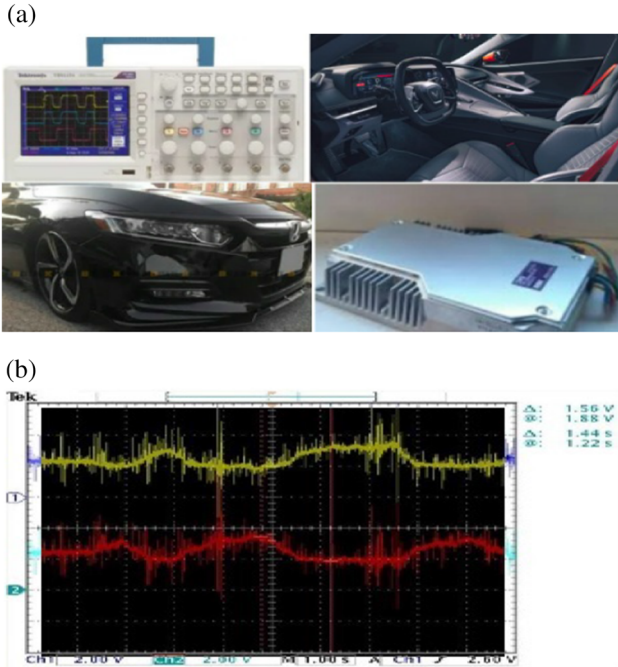 (a)
Tektronix
(b)
Tek
Δ: 1.56 V
@: 1.88 V
Δ: 1.44 s
@: 1.22 s
1
2
Ch1 2.00 V Ch2 2.00 V M 1.00s A Ch1 ƒ 2.00 V